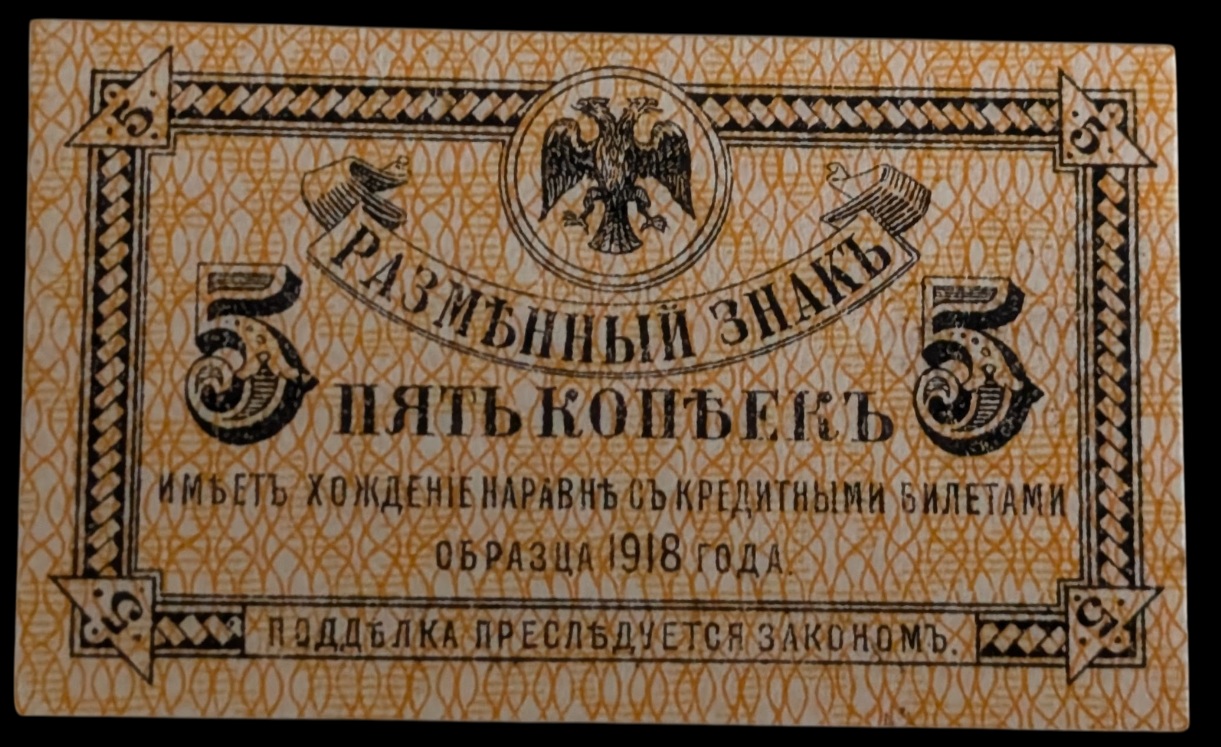 5 5
РАЗМѢННЫЙ ЗНАКЪ
5 ПЯТЬ КОПѢЕКЪ 5
ИМѢЕТЪ ХОЖДЕНІЕ НАРАВНѢ СЪ КРЕДИТНЫМИ БИЛЕТАМИ
ОБРАЗЦА 1918 ГОДА.
5 ПОДДѢЛКА ПРЕСЛѢДУЕТСЯ ЗАКОНОМЪ. 5